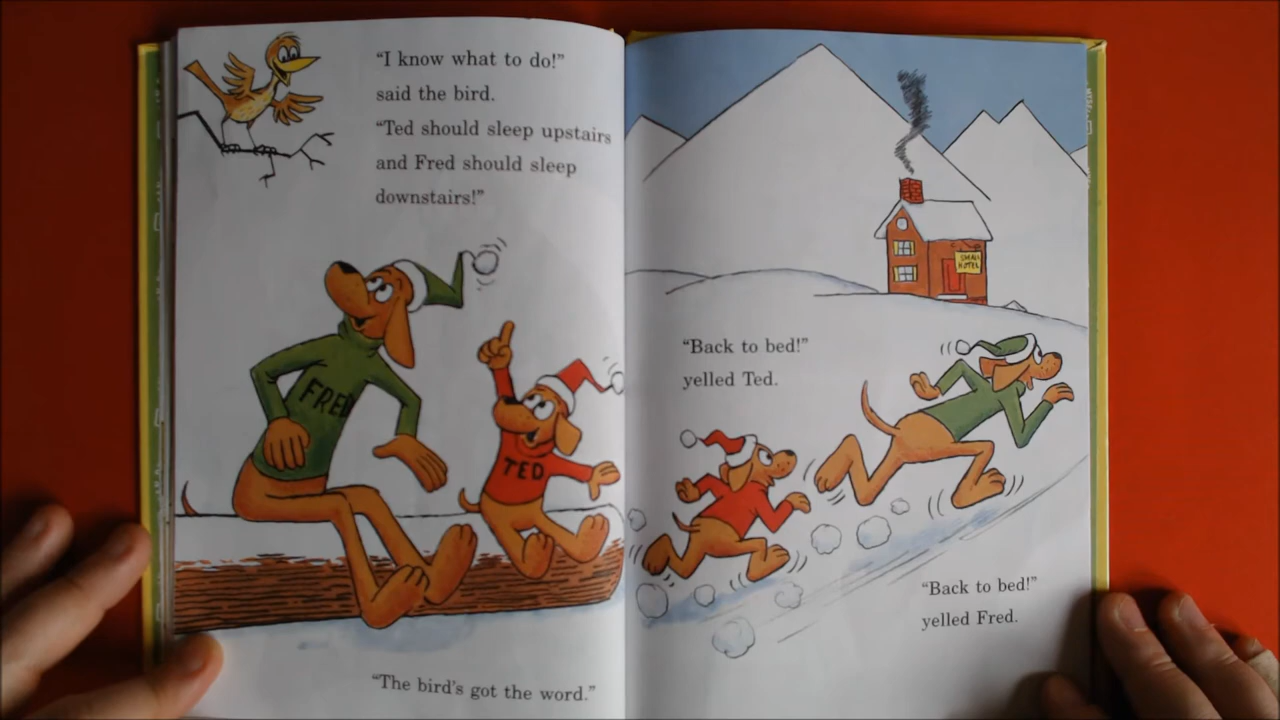 “I know what to do!”
said the bird.
“Ted should sleep upstairs
and Fred should sleep
downstairs!”
FRED
TED
“The bird’s got the word.”
SMALL
HOTEL
“Back to bed!”
yelled Ted.
“Back to bed!”
yelled Fred.